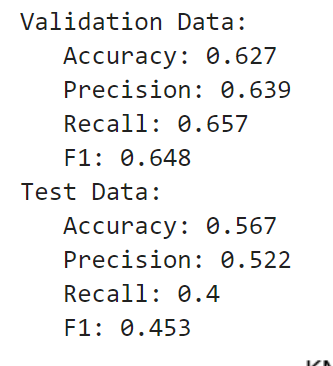 Validation Data:
Accuracy: 0.627
Precision: 0.639
Recall: 0.657
F1: 0.648
Test Data:
Accuracy: 0.567
Precision: 0.522
Recall: 0.4
F1: 0.453